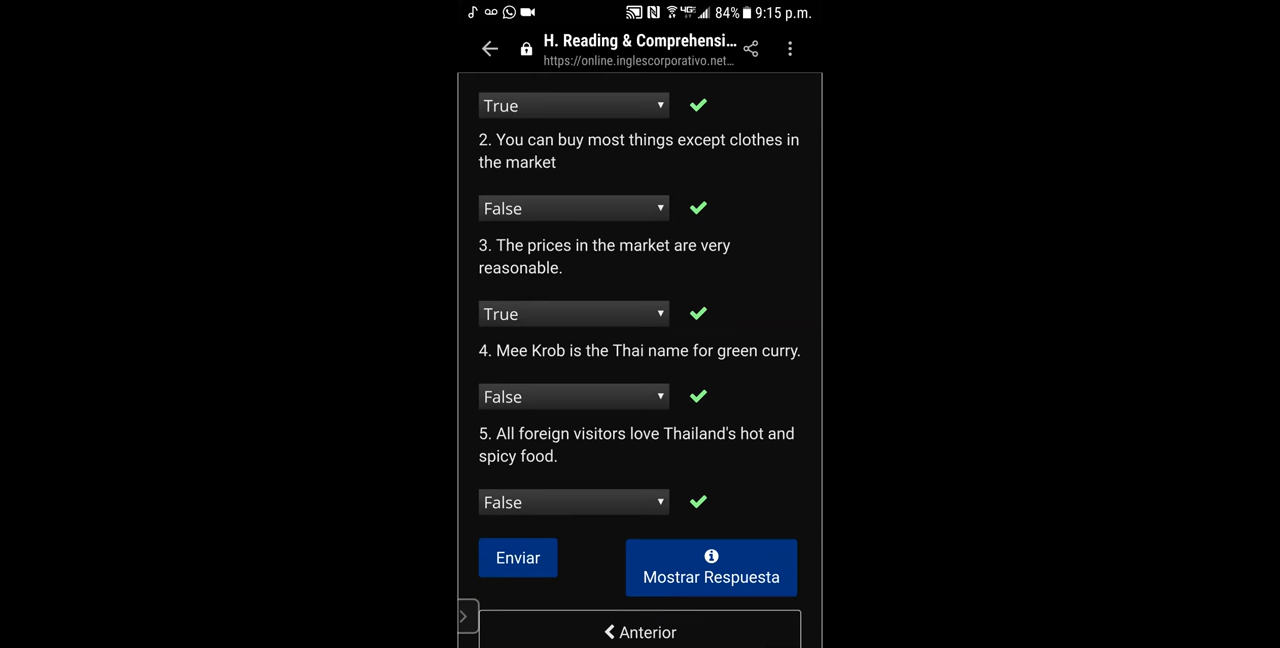 84% 9:15 p.m.
H. Reading & Comprehensi...
https://online.inglescorporativo.net...
True
2. You can buy most things except clothes in
the market
False
3. The prices in the market are very
reasonable.
True
4. Mee Krob is the Thai name for green curry.
False
5. All foreign visitors love Thailand's hot and
spicy food.
False
Enviar
Mostrar Respuesta
Anterior